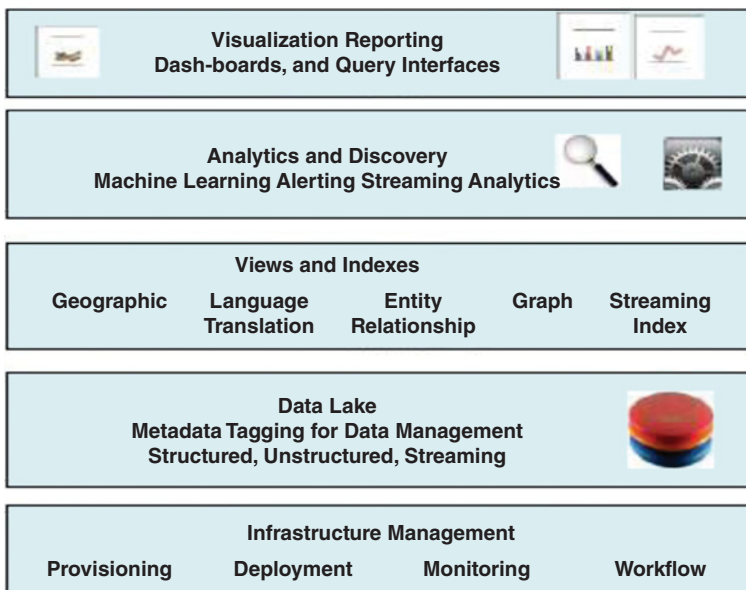 Visualization Reporting
Dash-boards, and Query Interfaces
Analytics and Discovery
Machine Learning Alerting Streaming Analytics
Views and Indexes
Geographic Language Entity Graph Streaming
Translation Relationship Index
Data Lake
Metadata Tagging for Data Management
Structured, Unstructured, Streaming
Infrastructure Management
Provisioning Deployment Monitoring Workflow